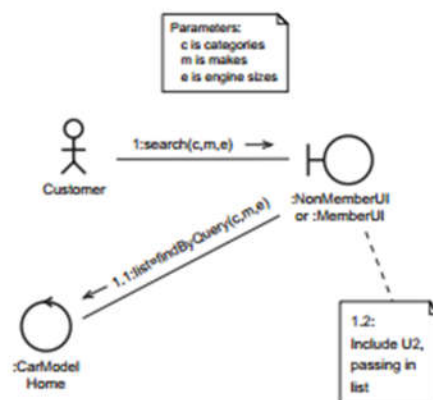 Parameters:
c is categories
m is makes
e is engine sizes
1:search(c,m,e)
Customer
:NonMemberUI
or :MemberUI
1.1:list=findByQuery(c,m,e)
:CarModel
Home
1.2:
Include U2,
passing in
list